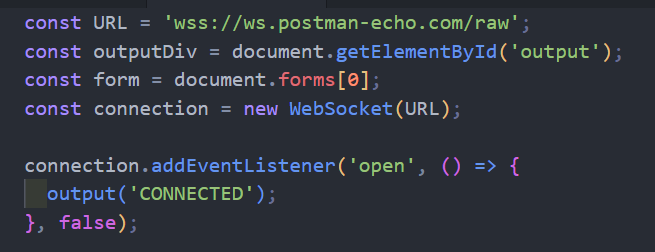 const URL = 'wss://ws.postman-echo.com/raw';
const outputDiv = document.getElementById('output');
const form = document.forms[0];
const connection = new WebSocket(URL);

connection.addEventListener('open', () => {
  output('CONNECTED');
}, false);